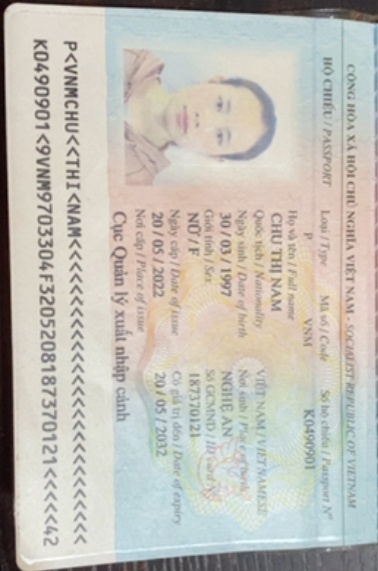 CỘNG HÒA XÃ HỘI CHỦ NGHĨA VIỆT NAM - SOCIALIST REPUBLIC OF VIETNAM
HỘ CHIẾU / PASSPORT Loại / Type Mã số / Code Số hộ chiếu / Passport Nº
P VNM K0490901
Họ và tên / Full name
CHU THỊ NAM
Quốc tịch / Nationality VIỆT NAM / VIETNAMESE
Ngày sinh / Date of birth Nơi sinh / Place of birth
30 / 03 / 1997 NGHỆ AN
Giới tính / Sex Số GCMND / ID card Nº
NỮ / F 187370121
Ngày cấp / Date of issue Có giá trị đến / Date of expiry
20 / 05 / 2022 20 / 05 / 2032
Nơi cấp / Place of issue
Cục Quản lý xuất nhập cảnh
P<VNMCHU<<THI<NAM<<<<<<<<<<<<<<<<<<<<<<<<<<<
K0490901<9VNM9703304F3205208187370121<<<<<42